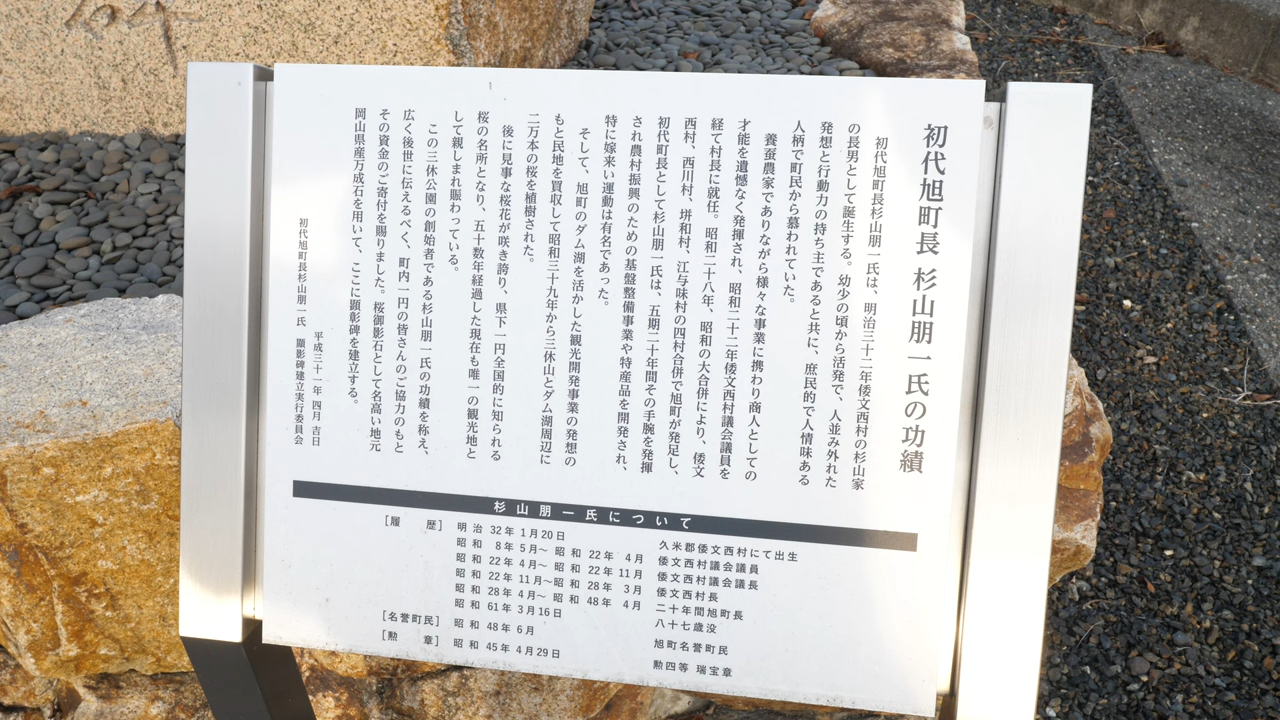 初代旭町長 杉山朋一氏の功績
初代旭町長杉山朋一氏は、明治三十二年倭文西村の杉山家
の長男として誕生する。幼少の頃から活発で、人並み外れた
発想と行動力の持ち主であると共に、庶民的で人情味ある
人柄で町民から慕われていた。
養蚕農家でありながら様々な事業に携わり商人としての
才能を遺憾なく発揮され、昭和二十二年倭文西村議会議員を
経て村長に就任。昭和二十八年、昭和の大合併により、倭文
西村、西川村、垪和村、江与味村の四村合併で旭町が発足し、
初代町長として杉山朋一氏は、五期二十年間その手腕を発揮
され農村振興のための基盤整備事業や特産品を開発され、
特に嫁来い運動は有名であった。
そして、旭町のダム湖を活かした観光開発事業の発想の
もと民地を買収して昭和三十九年から三休山とダム湖周辺に
二万本の桜を植樹された。
後に見事な桜花が咲き誇り、県下一円全国的に知られる
桜の名所となり、五十数年経過した現在も唯一の観光地と
して親しまれ賑わっている。
この三休公園の創始者である杉山朋一氏の功績を称え、
広く後世に伝えるべく、町内一円の皆さんのご協力のもと
その資金のご寄付を賜りました。桜御影石として名高い地元
岡山県産万成石を用いて、ここに顕彰碑を建立する。
平成三十一年 四月 吉日
初代旭町長杉山朋一氏 顕影碑建立実行委員会
杉山朋一氏について
［履 歴］ 明治 32年 1月20日 久米郡倭文西村にて出生
昭和 8年 5月〜 昭和 22年 4月 倭文西村議会議員
昭和 22年 4月〜 昭和 22年 11月 倭文西村議会議長
昭和 22年 11月〜 昭和 28年 3月 倭文西村長
昭和 28年 4月〜 昭和 48年 4月 二十年間旭町長
昭和 61年 3月16日 八十七歳没
［名誉町民］ 昭和 48年 6月 旭町名誉町民
［勲 章］ 昭和 45年 4月29日 勲四等 瑞宝章